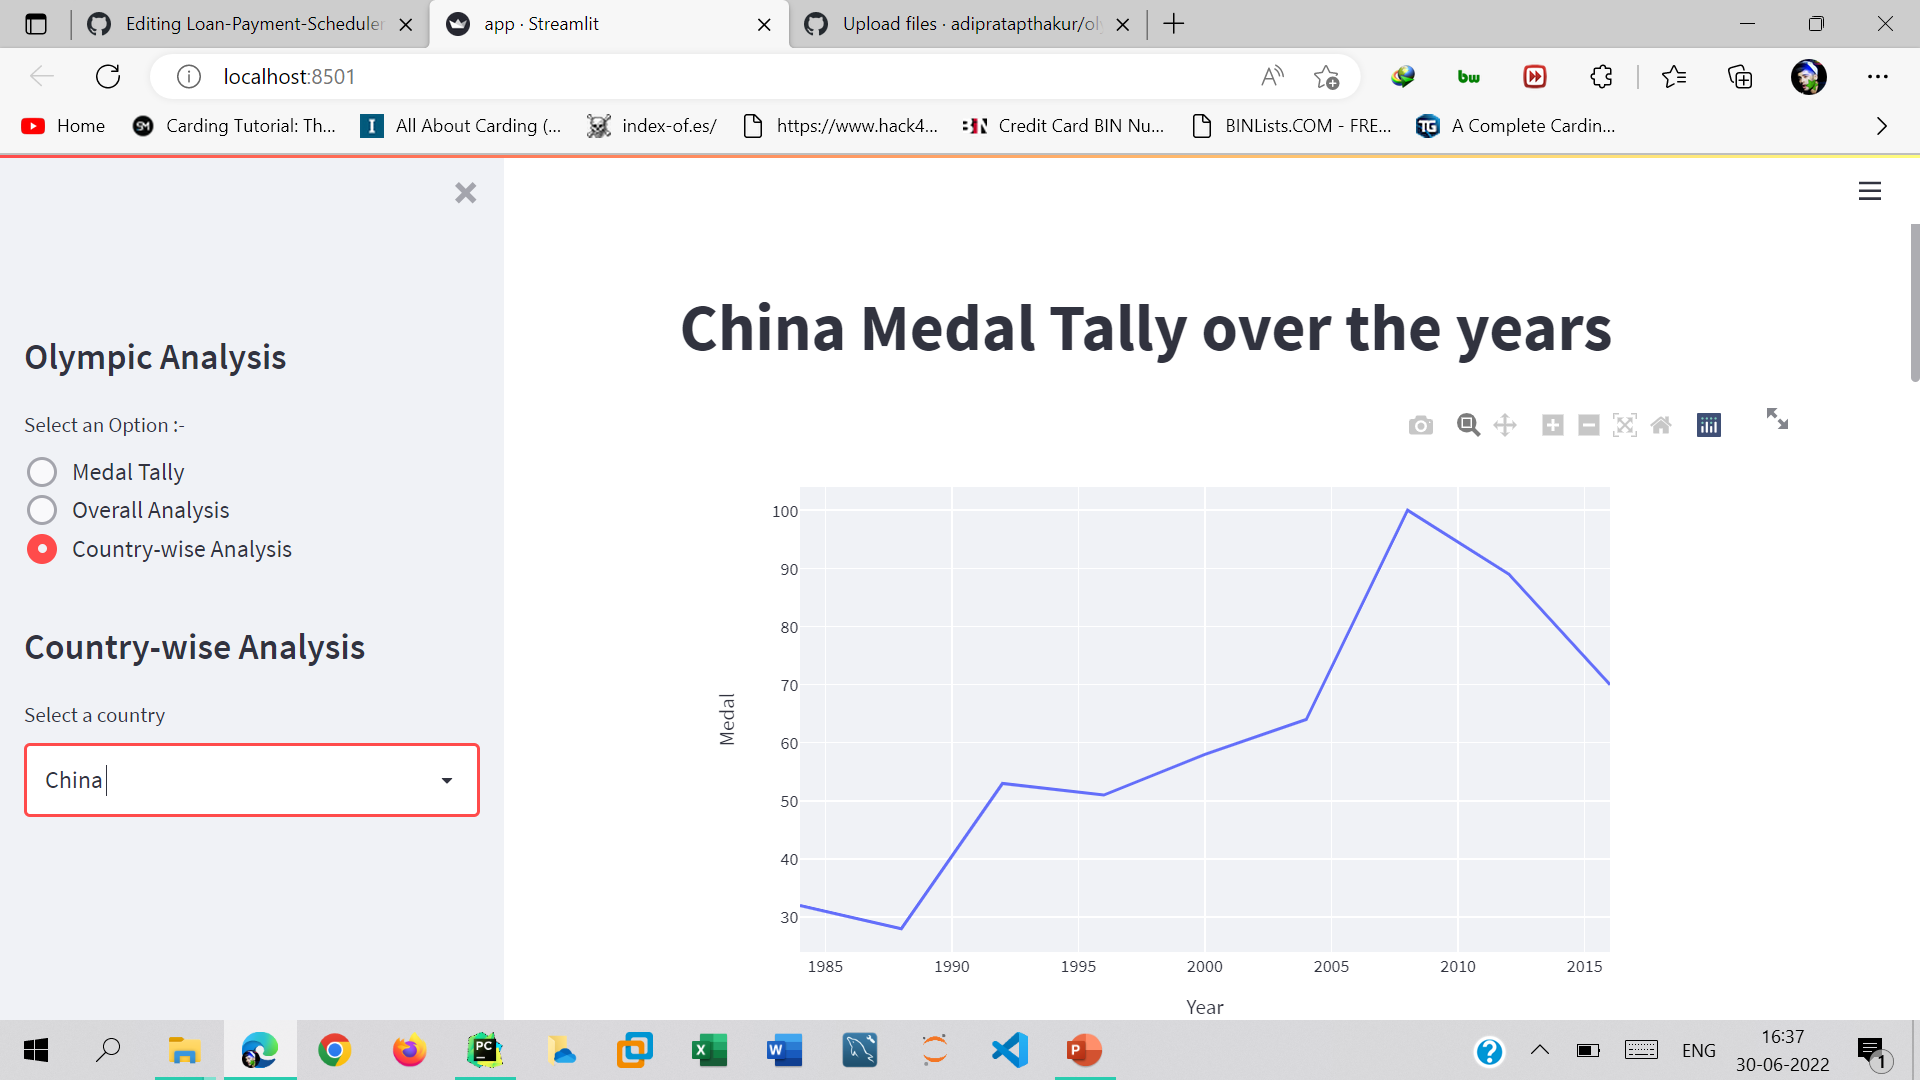 Editing Loan-Payment-Scheduler
app · Streamlit
Upload files · adipratapthakur/oly
localhost:8501
bw
Home
Carding Tutorial: Th...
All About Carding (...
index-of.es/
https://www.hack4...
Credit Card BIN Nu...
BINLists.COM - FRE...
A Complete Cardin...
Olympic Analysis
Select an Option :-
Medal Tally
Overall Analysis
Country-wise Analysis
Country-wise Analysis
Select a country
China
China Medal Tally over the years
100
90
80
70
60
50
40
30
Medal
1985 1990 1995 2000 2005 2010 2015
Year
ENG
16:37
30-06-2022
1